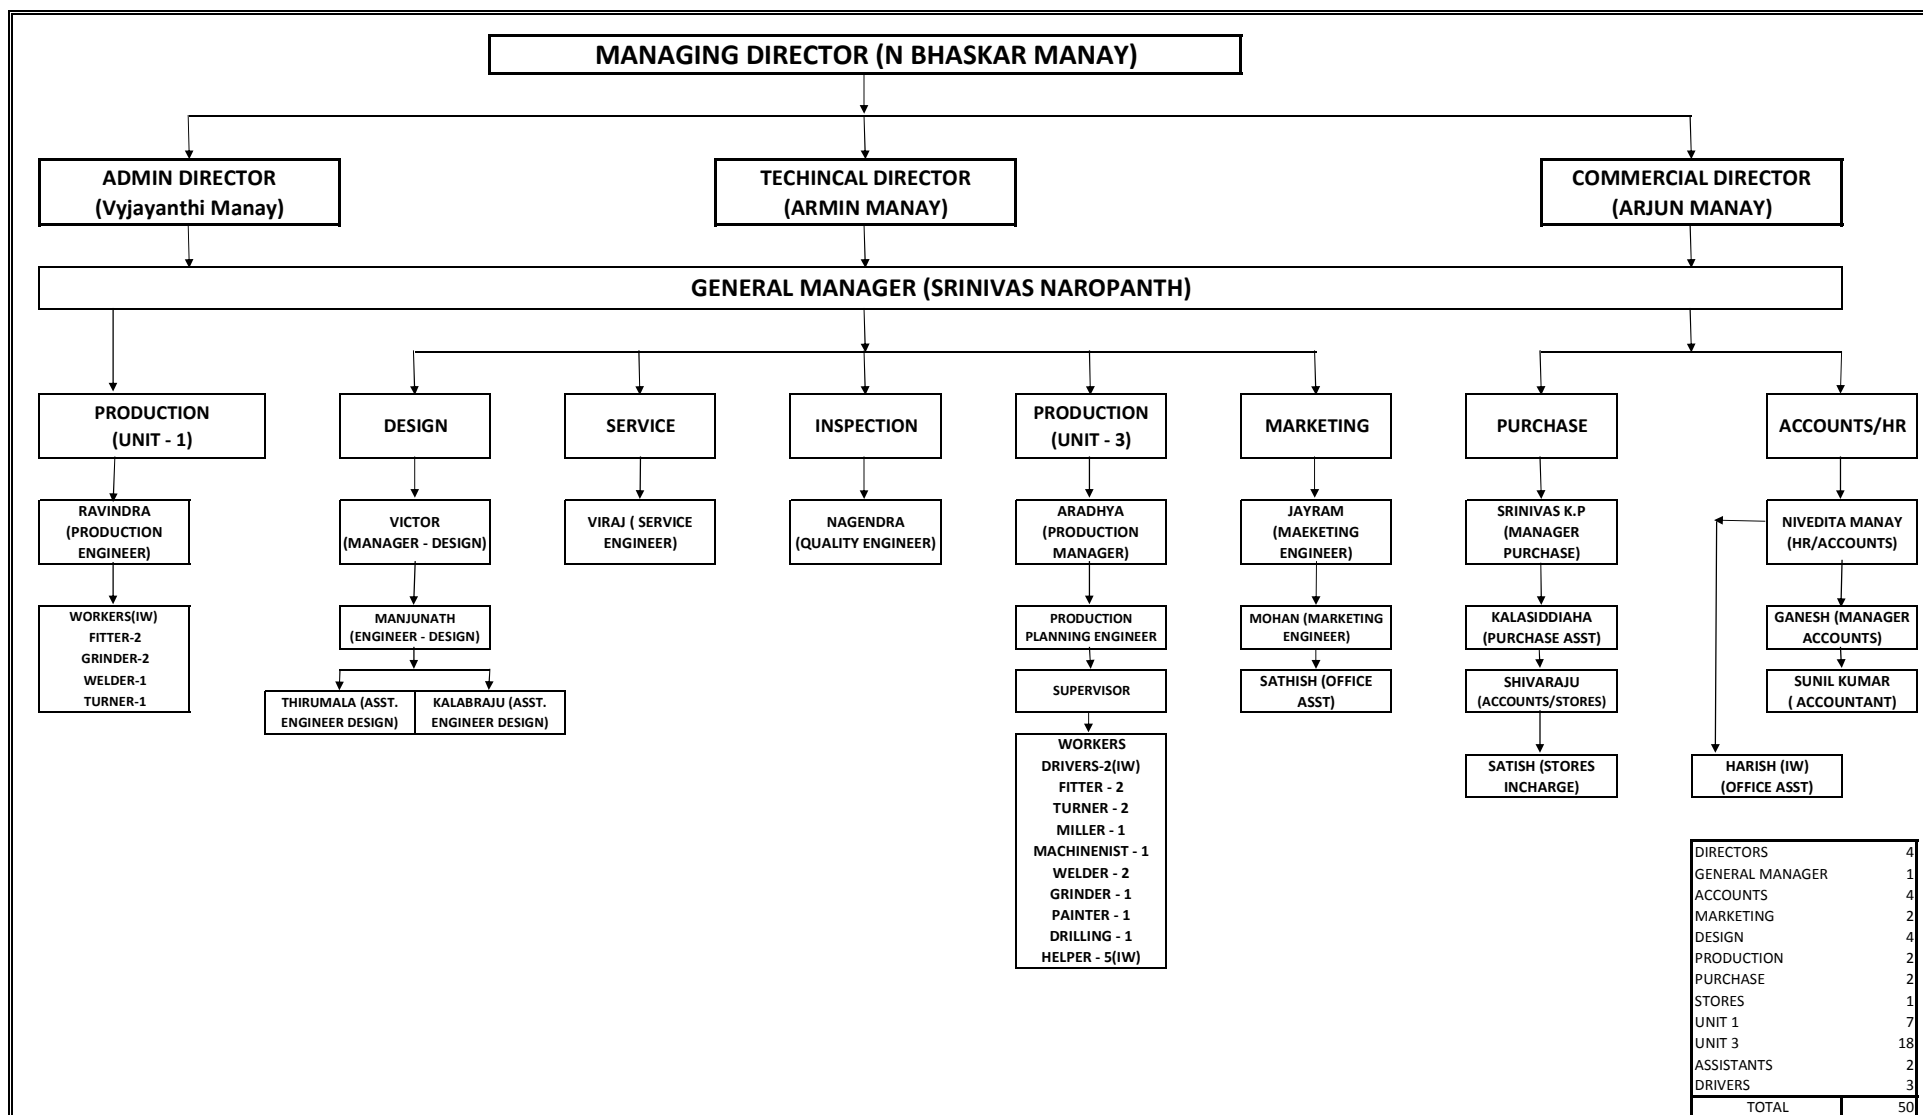 MANAGING DIRECTOR (N BHASKAR MANAY)
ADMIN DIRECTOR
(Vyjayanthi Manay)
TECHINCAL DIRECTOR
(ARMIN MANAY)
COMMERCIAL DIRECTOR
(ARJUN MANAY)
GENERAL MANAGER (SRINIVAS NAROPANTH)
PRODUCTION
(UNIT - 1)
DESIGN
SERVICE
INSPECTION
PRODUCTION
(UNIT - 3)
MARKETING
PURCHASE
ACCOUNTS/HR
RAVINDRA
(PRODUCTION
ENGINEER)
VICTOR
(MANAGER - DESIGN)
VIRAJ ( SERVICE
ENGINEER)
NAGENDRA
(QUALITY ENGINEER)
ARADHYA
(PRODUCTION
MANAGER)
JAYRAM
(MAEKETING
ENGINEER)
SRINIVAS K.P
(MANAGER
PURCHASE)
NIVEDITA MANAY
(HR/ACCOUNTS)
WORKERS(IW)
FITTER-2
GRINDER-2
WELDER-1
TURNER-1
MANJUNATH
(ENGINEER - DESIGN)
PRODUCTION
PLANNING ENGINEER
MOHAN (MARKETING
ENGINEER)
KALASIDDIAHA
(PURCHASE ASST)
GANESH (MANAGER
ACCOUNTS)
THIRUMALA (ASST.
ENGINEER DESIGN)
KALABRAJU (ASST.
ENGINEER DESIGN)
SUPERVISOR
SATHISH (OFFICE
ASST)
SHIVARAJU
(ACCOUNTS/STORES)
SUNIL KUMAR
( ACCOUNTANT)
WORKERS
DRIVERS-2(IW)
FITTER - 2
TURNER - 2
MILLER - 1
MACHINENIST - 1
WELDER - 2
GRINDER - 1
PAINTER - 1
DRILLING - 1
HELPER - 5(IW)
SATISH (STORES
INCHARGE)
HARISH (IW)
(OFFICE ASST)
DIRECTORS 4
GENERAL MANAGER 1
ACCOUNTS 4
MARKETING 2
DESIGN 4
PRODUCTION 2
PURCHASE 2
STORES 1
UNIT 1 7
UNIT 3 18
ASSISTANTS 2
DRIVERS 3
TOTAL 50